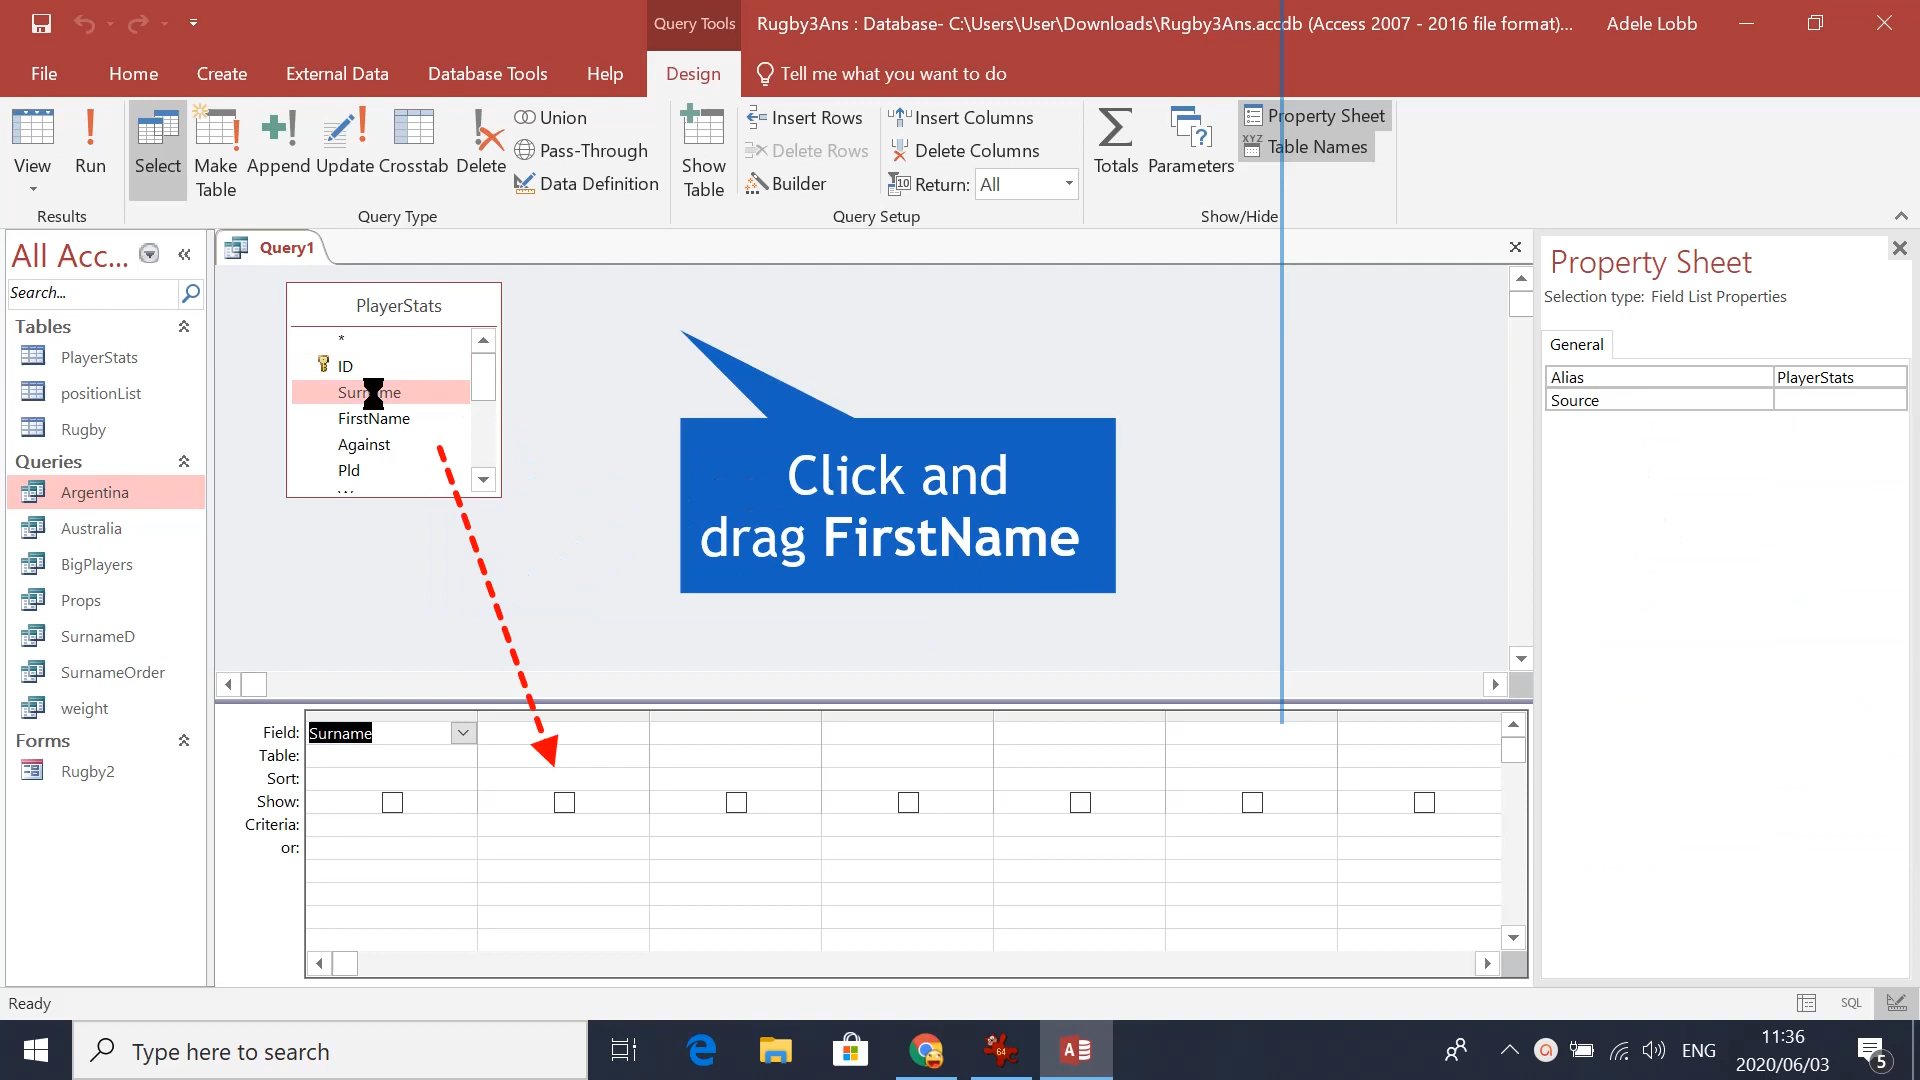 Query Tools
Rugby3Ans : Database- C:\Users\User\Downloads\Rugby3Ans.accdb (Access 2007 - 2016 file format)...
Adele Lobb
File
Home
Create
External Data
Database Tools
Help
Design
Tell me what you want to do
View
Run
Select
Make
Table
Append
Update
Crosstab
Delete
Union
Pass-Through
Data Definition
Show
Table
Insert Rows
Delete Rows
Builder
Insert Columns
Delete Columns
Return: All
Totals
Parameters
Property Sheet
Table Names
Results
Query Type
Query Setup
Show/Hide
All Acc...
Search...
Tables
PlayerStats
positionList
Rugby
Queries
Argentina
Australia
BigPlayers
Props
SurnameD
SurnameOrder
weight
Forms
Rugby2
Query1
PlayerStats
*
ID
Surname
FirstName
Against
Pld
Click and
drag FirstName
Field: Surname
Table:
Sort:
Show:
Criteria:
or:
Property Sheet
Selection type: Field List Properties
General
Alias PlayerStats
Source
Ready
SQL
Type here to search
64
ENG
11:36
2020/06/03
5